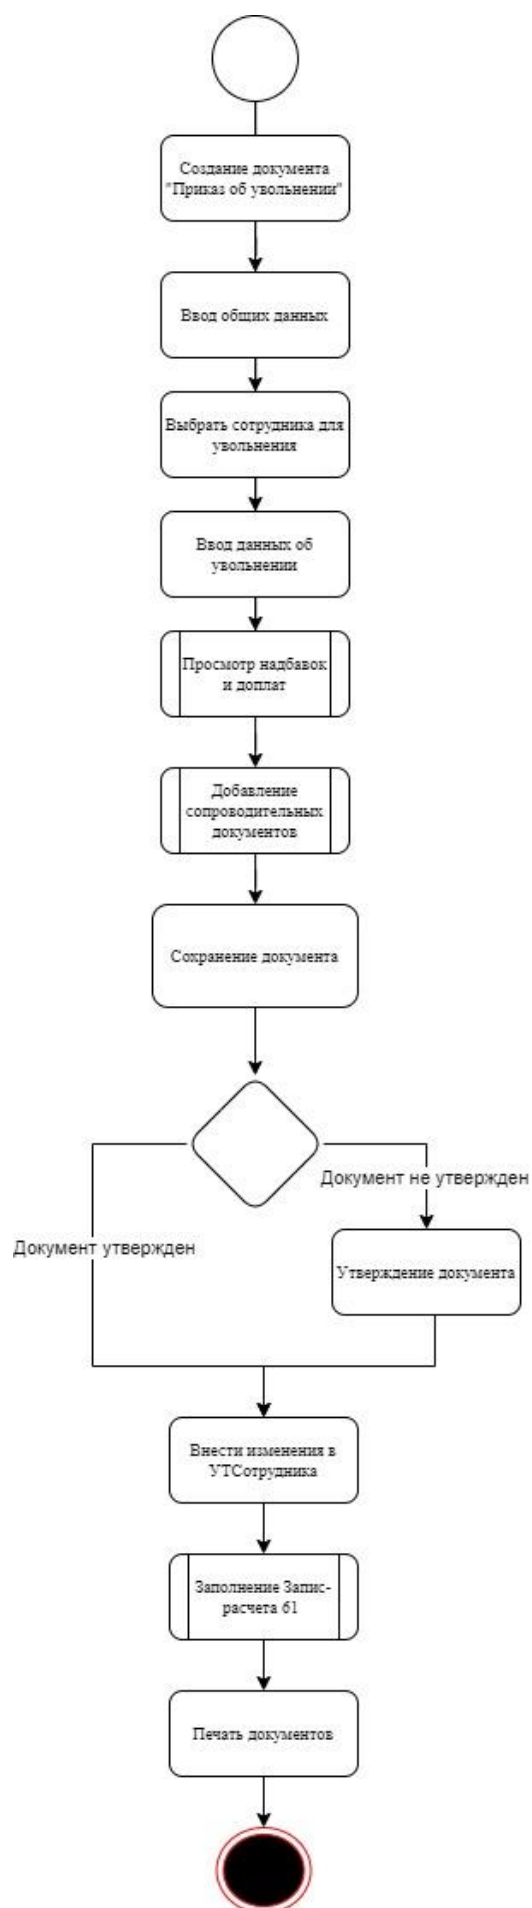 Создание документа
"Приказ об увольнении"
Ввод общих данных
Выбрать сотрудника для
увольнения
Ввод данных об
увольнении
Просмотр надбавок
и доплат
Добавление
сопроводительных
документов
Сохранение документа
Документ не утвержден
Документ утвержден
Утверждение документа
Внести изменения в
УТСотрудника
Заполнение Запис-
расчета 61
Печать документов